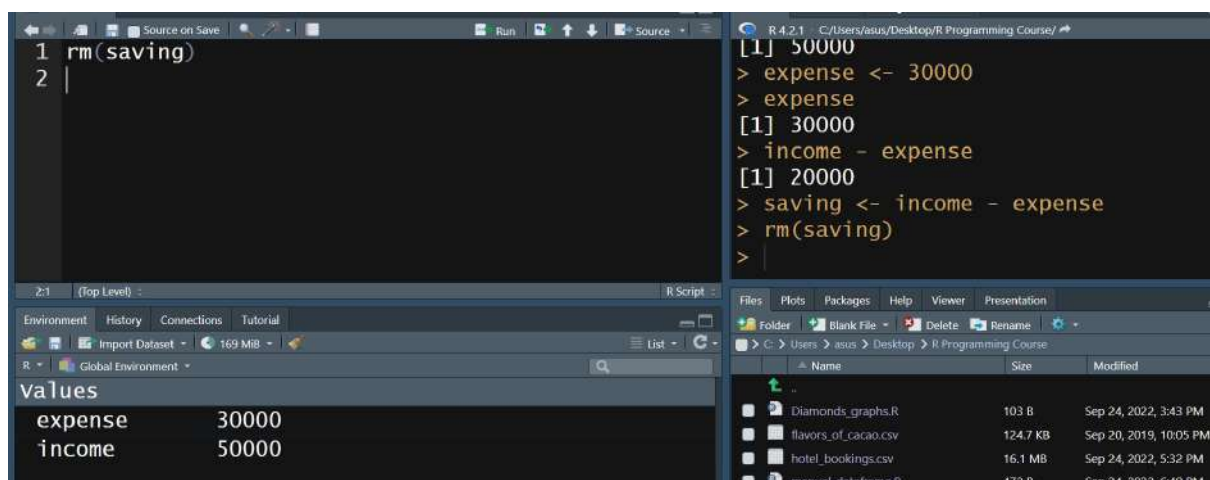 Source on Save Run Source
1 rm(saving)
2
2:1 (Top Level) R Script
Environment History Connections Tutorial
Import Dataset 169 MiB List
R Global Environment
Values
expense 30000
income 50000
R 4.2.1 · C:/Users/asus/Desktop/R Programming Course/
[1] 50000
> expense <- 30000
> expense
[1] 30000
> income - expense
[1] 20000
> saving <- income - expense
> rm(saving)
>
Files Plots Packages Help Viewer Presentation
Folder Blank File Delete Rename
C: > Users > asus > Desktop > R Programming Course
Name Size Modified
..
Diamonds_graphs.R 103 B Sep 24, 2022, 3:43 PM
flavors_of_cacao.csv 124.7 KB Sep 20, 2019, 10:05 PM
hotel_bookings.csv 16.1 MB Sep 24, 2022, 5:32 PM